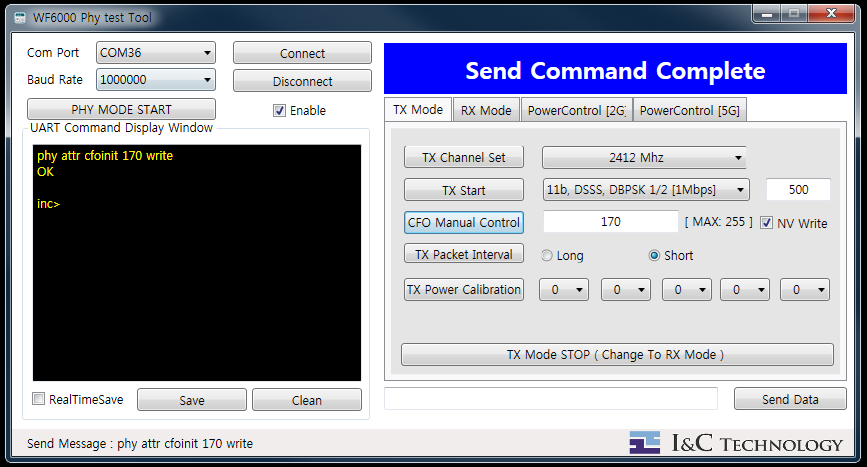 WF6000 Phy test Tool
Com Port COM36 Connect
Baud Rate 1000000 Disconnect
PHY MODE START Enable
UART Command Display Window
phy attr cfoinit 170 write
OK
inc>
RealTimeSave Save Clean
Send Command Complete
TX Mode RX Mode PowerControl [2G] PowerControl [5G]
TX Channel Set 2412 Mhz
TX Start 11b, DSSS, DBPSK 1/2 [1Mbps] 500
CFO Manual Control 170 [ MAX: 255 ] NV Write
TX Packet Interval Long Short
TX Power Calibration 0 0 0 0 0
TX Mode STOP ( Change To RX Mode )
Send Data
Send Message : phy attr cfoinit 170 write
I&C TECHNOLOGY